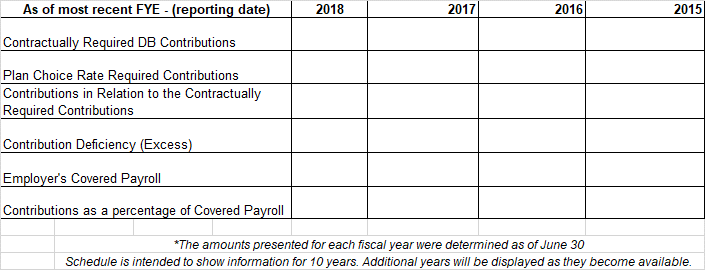 As of most recent FYE - (reporting date) 2018 2017 2016 2015
Contractually Required DB Contributions
Plan Choice Rate Required Contributions
Contributions in Relation to the Contractually
Required Contributions
Contribution Deficiency (Excess)
Employer's Covered Payroll
Contributions as a percentage of Covered Payroll
*The amounts presented for each fiscal year were determined as of June 30
Schedule is intended to show information for 10 years. Additional years will be displayed as they become available.